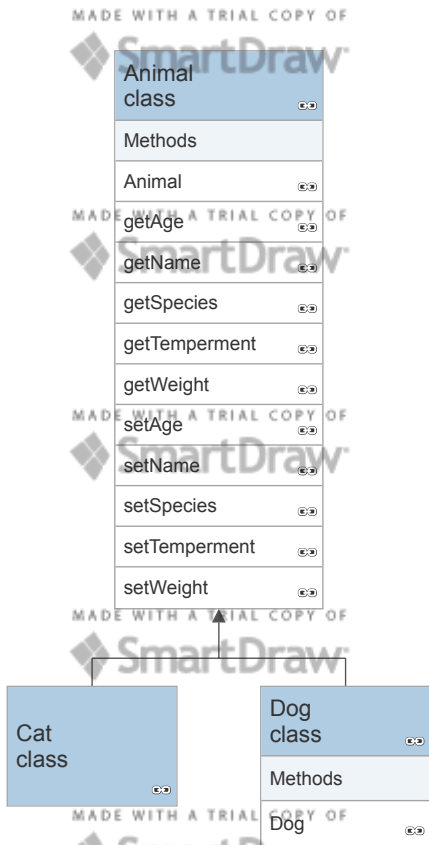 MADE WITH A TRIAL COPY OF
SmartDraw
Animal
class
Methods
Animal
MADE WITH A TRIAL COPY OF
getAge
SmartDraw
getName
getSpecies
getTemperment
getWeight
MADE WITH A TRIAL COPY OF
setAge
SmartDraw
setName
setSpecies
setTemperment
setWeight
MADE WITH A TRIAL COPY OF
SmartDraw
Cat
class
Dog
class
Methods
MADE WITH A TRIAL COPY OF
Dog